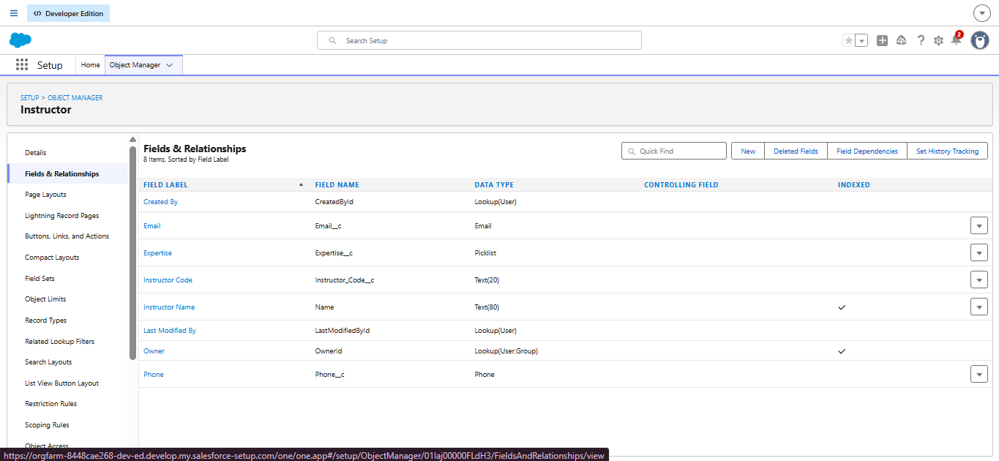 Developer Edition
Search Setup
2
Setup
Home
Object Manager
SETUP > OBJECT MANAGER
Instructor
Details
Fields & Relationships
Page Layouts
Lightning Record Pages
Buttons, Links, and Actions
Compact Layouts
Field Sets
Object Limits
Record Types
Related Lookup Filters
Search Layouts
List View Button Layout
Restriction Rules
Scoping Rules
Object Access
Fields & Relationships
8 Items, Sorted by Field Label
Quick Find
New
Deleted Fields
Field Dependencies
Set History Tracking
FIELD LABEL FIELD NAME DATA TYPE CONTROLLING FIELD INDEXED
Created By CreatedById Lookup(User)
Email Email__c Email
Expertise Expertise__c Picklist
Instructor Code Instructor_Code__c Text(20)
Instructor Name Name Text(80)
Last Modified By LastModifiedById Lookup(User)
Owner OwnerId Lookup(User,Group)
Phone Phone__c Phone
https://orgfarm-8448cae268-dev-ed.develop.my.salesforce-setup.com/one/one.app#/setup/ObjectManager/01Iaj00000FLdH3/FieldsAndRelationships/view